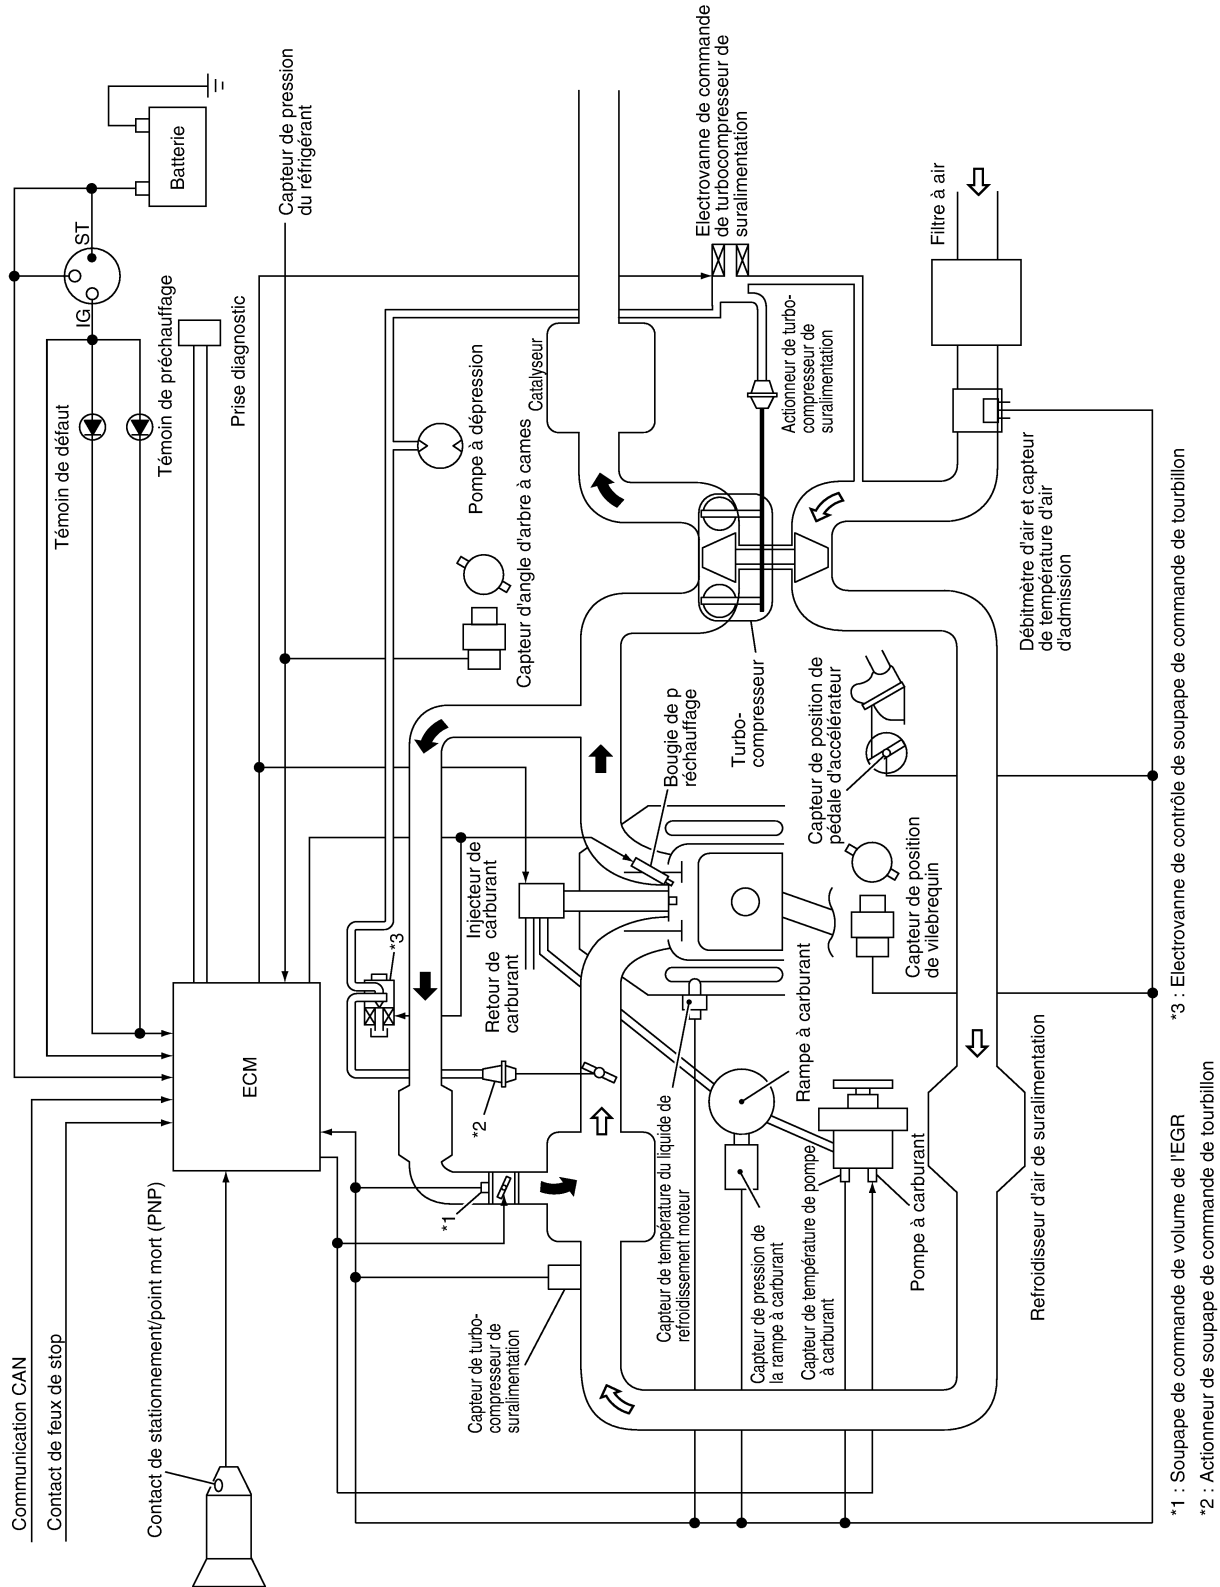 Communication CAN
Contact de feux de stop
Contact de stationnement/point mort (PNP)
ECM
Témoin de défaut
Témoin de préchauffage
IG
ST
Batterie
Prise diagnostic
Capteur de pression
du réfrigérant
Pompe à dépression
Capteur d'angle d'arbre à cames
Catalyseur
Electrovanne de commande
de turbocompresseur de
suralimentation
Actionneur de turbo-
compresseur de
suralimentation
Filtre à air
Débitmètre d'air et capteur
de température d'air
d'admission
Turbo-
compresseur
Bougie de p
réchauffage
Injecteur de
carburant
Retour de
carburant
*3
*2
*1
Capteur de position de
pédale d'accélérateur
Capteur de position
de vilebrequin
Rampe à carburant
Capteur de turbo-
compresseur de
suralimentation
Capteur de température du liquide de
refroidissement moteur
Capteur de pression de
la rampe à carburant
Capteur de température de pompe
à carburant
Pompe à carburant
Refroidisseur d'air de suralimentation
*1 : Soupape de commande de volume de l'EGR
*2 : Actionneur de soupape de commande de tourbillon
*3 : Electrovanne de contrôle de soupape de commande de tourbillon